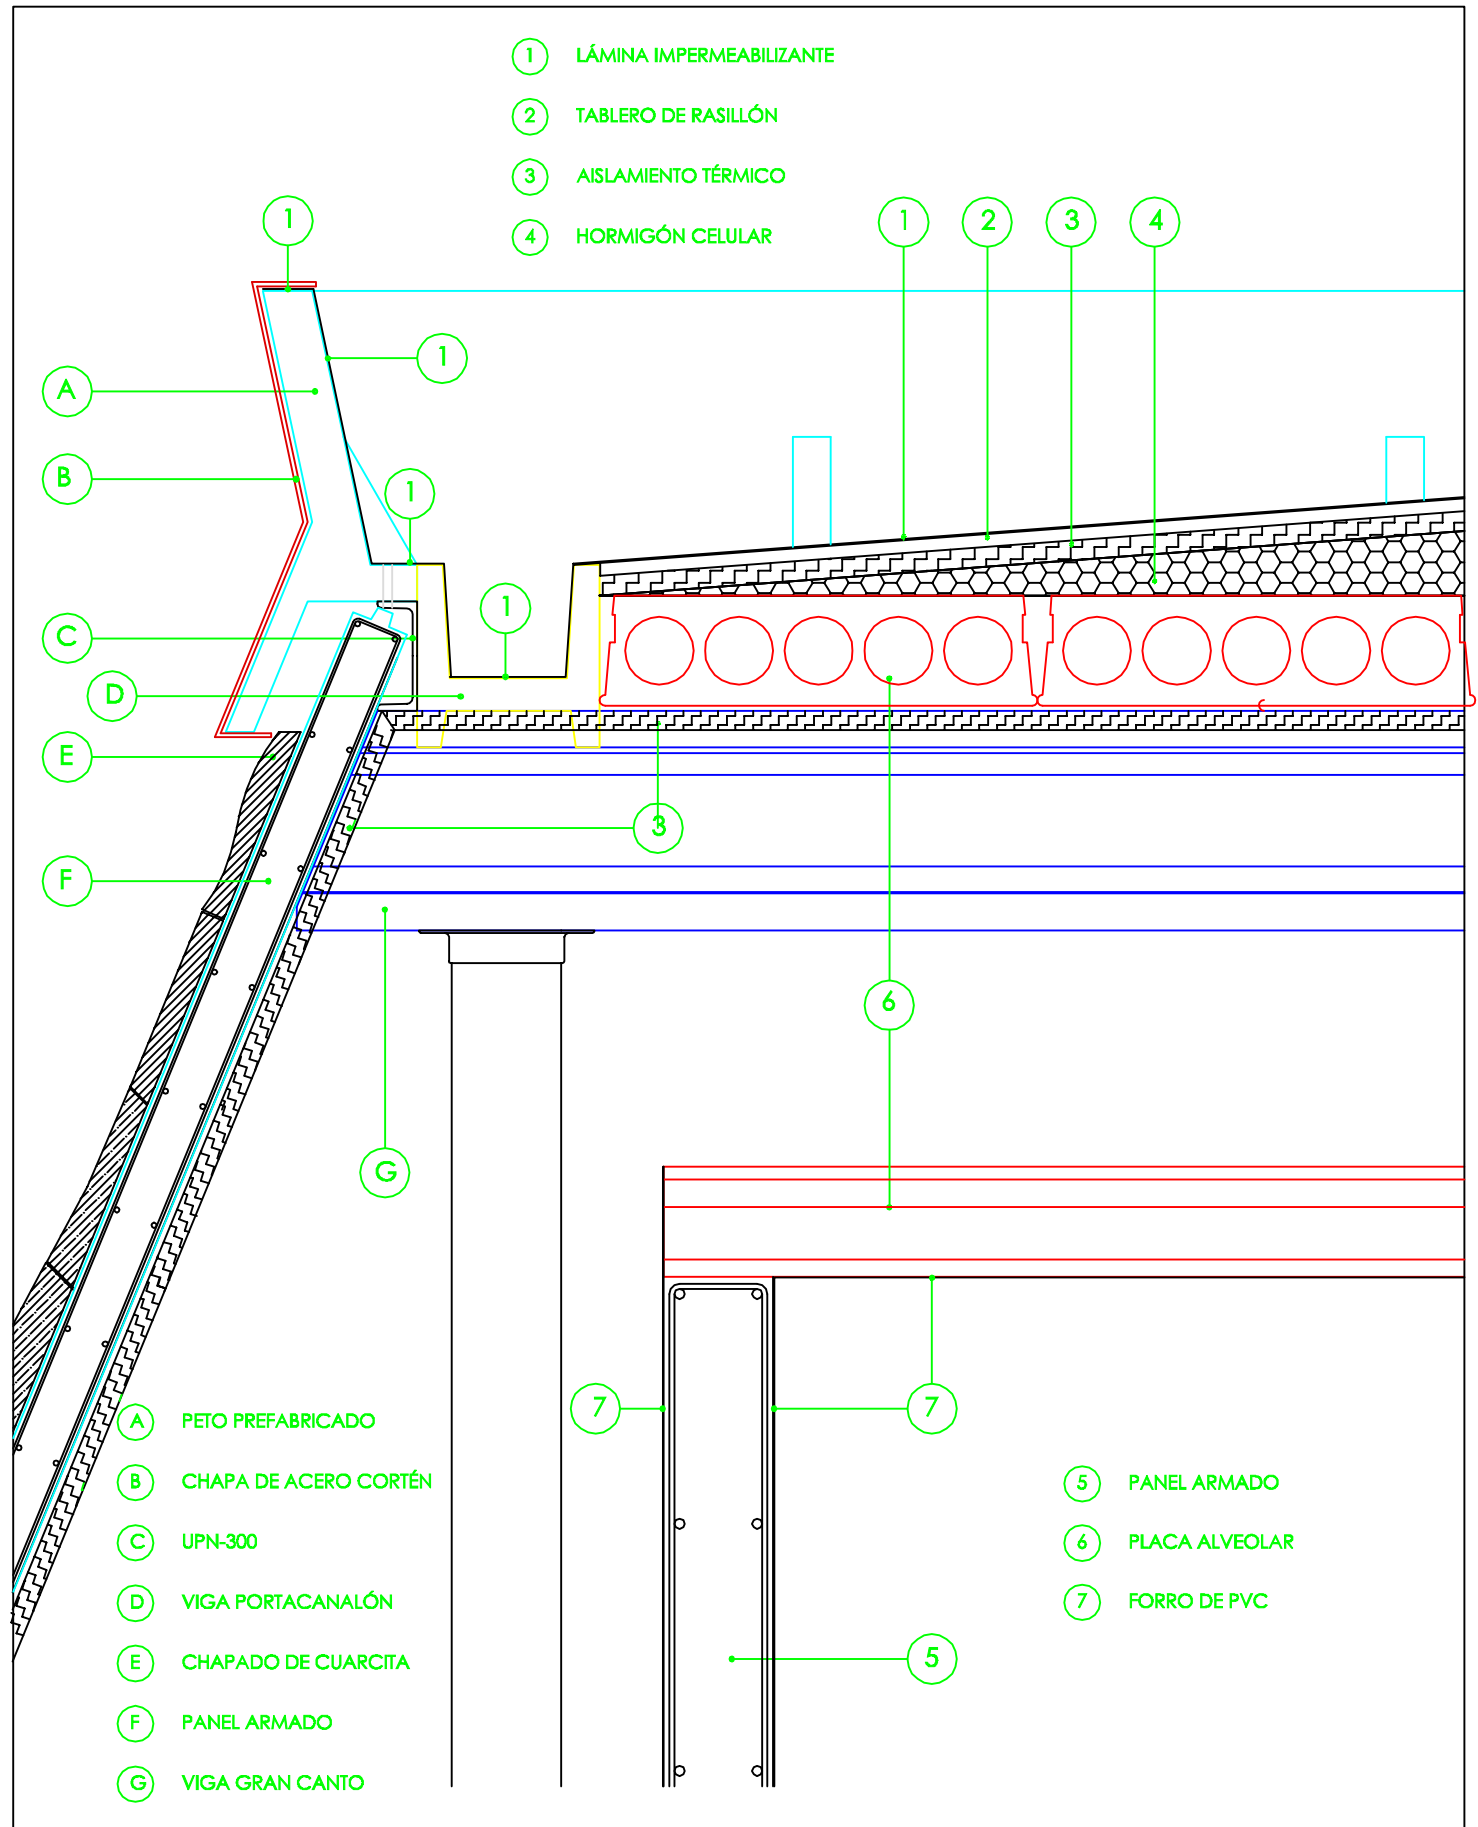 1 LÁMINA IMPERMEABILIZANTE
2 TABLERO DE RASILLÓN
3 AISLAMIENTO TÉRMICO
4 HORMIGÓN CELULAR
1
1 2 3 4
1
A
B
1
1
C
D
E
3
F
6
G
7
7
A PETO PREFABRICADO
B CHAPA DE ACERO CORTÉN
C UPN-300
D VIGA PORTACANALÓN
E CHAPADO DE CUARCITA
F PANEL ARMADO
G VIGA GRAN CANTO
5 PANEL ARMADO
6 PLACA ALVEOLAR
7 FORRO DE PVC
5